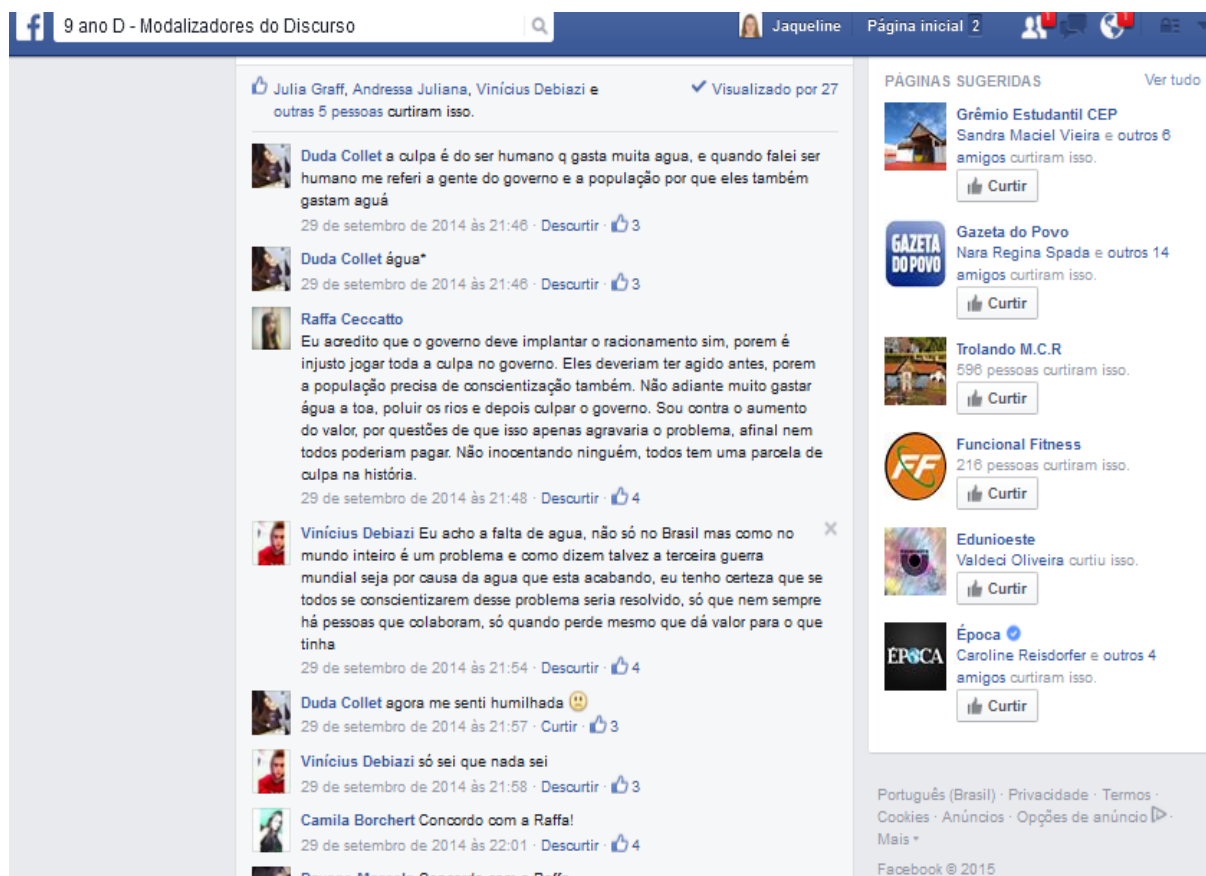 9 ano D - Modalizadores do Discurso
Jaqueline
Página inicial 2
1
1
Julia Graff, Andressa Juliana, Vinícius Debiazi e
outras 5 pessoas curtiram isso.
Visualizado por 27
Duda Collet a culpa é do ser humano q gasta muita agua, e quando falei ser
humano me referi a gente do governo e a população por que eles também
gastam aguá
29 de setembro de 2014 às 21:46 · Descurtir · 3
Duda Collet água*
29 de setembro de 2014 às 21:46 · Descurtir · 3
Raffa Ceccatto
Eu acredito que o governo deve implantar o racionamento sim, porem é
injusto jogar toda a culpa no governo. Eles deveriam ter agido antes, porem
a população precisa de conscientização também. Não adiante muito gastar
água a toa, poluir os rios e depois culpar o governo. Sou contra o aumento
do valor, por questões de que isso apenas agravaria o problema, afinal nem
todos poderiam pagar. Não inocentando ninguém, todos tem uma parcela de
culpa na história.
29 de setembro de 2014 às 21:48 · Descurtir · 4
Vinícius Debiazi Eu acho a falta de agua, não só no Brasil mas como no
mundo inteiro é um problema e como dizem talvez a terceira guerra
mundial seja por causa da agua que esta acabando, eu tenho certeza que se
todos se conscientizarem desse problema seria resolvido, só que nem sempre
há pessoas que colaboram, só quando perde mesmo que dá valor para o que
tinha
29 de setembro de 2014 às 21:54 · Descurtir · 4
Duda Collet agora me senti humilhada
29 de setembro de 2014 às 21:57 · Curtir · 3
Vinícius Debiazi só sei que nada sei
29 de setembro de 2014 às 21:58 · Descurtir · 3
Camila Borchert Concordo com a Raffa!
29 de setembro de 2014 às 22:01 · Descurtir · 4
PÁGINAS SUGERIDAS
Ver tudo
Grêmio Estudantil CEP
Sandra Maciel Vieira e outros 6
amigos curtiram isso.
Curtir
GAZETA
DO POVO
Gazeta do Povo
Nara Regina Spada e outros 14
amigos curtiram isso.
Curtir
Trolando M.C.R
596 pessoas curtiram isso.
Curtir
FF
Funcional Fitness
216 pessoas curtiram isso.
Curtir
Edunioeste
Valdeci Oliveira curtiu isso.
Curtir
ÉPOCA
Época
Caroline Reisdorfer e outros 4
amigos curtiram isso.
Curtir
Português (Brasil) · Privacidade · Termos ·
Cookies · Anúncios · Opções de anúncio ·
Mais
Facebook © 2015